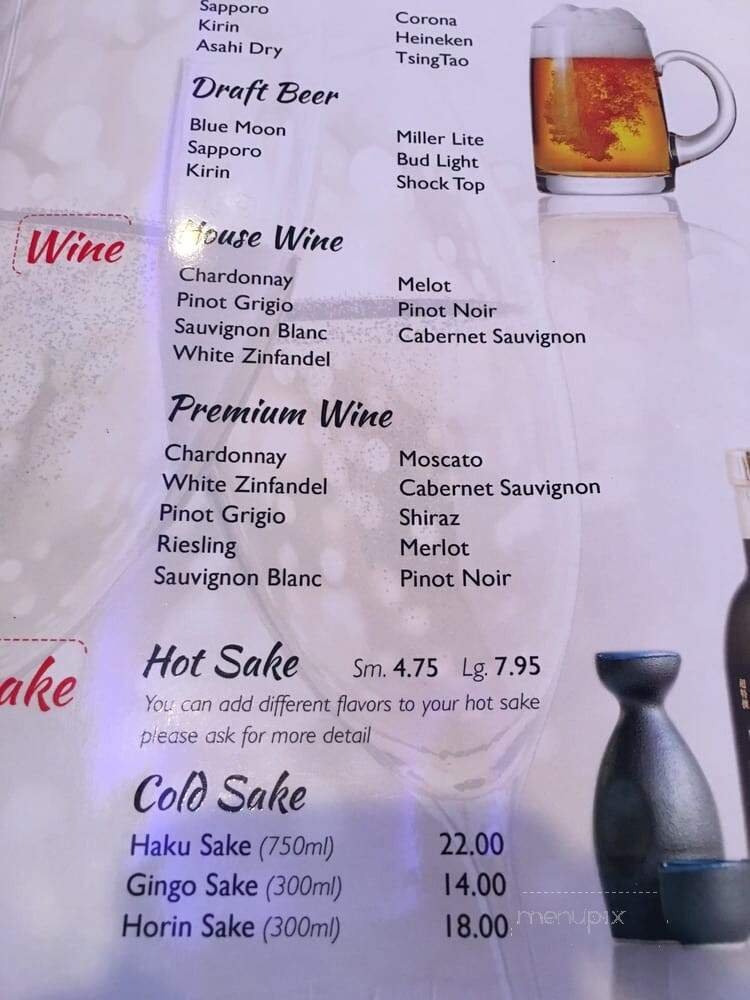 Sapporo
Kirin
Asahi Dry
Corona
Heineken
TsingTao
Draft Beer
Blue Moon
Sapporo
Kirin
Miller Lite
Bud Light
Shock Top
Wine
House Wine
Chardonnay
Pinot Grigio
Sauvignon Blanc
White Zinfandel
Melot
Pinot Noir
Cabernet Sauvignon
Premium Wine
Chardonnay
White Zinfandel
Pinot Grigio
Riesling
Sauvignon Blanc
Moscato
Cabernet Sauvignon
Shiraz
Merlot
Pinot Noir
ake
Hot Sake Sm. 4.75 Lg. 7.95
You can add different flavors to your hot sake
please ask for more detail
Cold Sake
Haku Sake (750ml) 22.00
Gingo Sake (300ml) 14.00
Horin Sake (300ml) 18.00
menupix